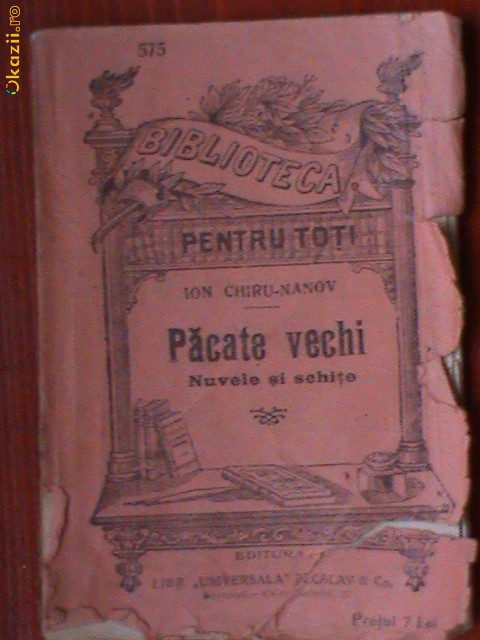 Okazii.ro
575
BIBLIOTECA
PENTRU TOTI
ION CHIRU-NANOV
Păcate vechi
Nuvele și schițe
EDITURA
LIBR. „UNIVERSALA" ALCALAY & Co.
București
Prețul 7 Lei